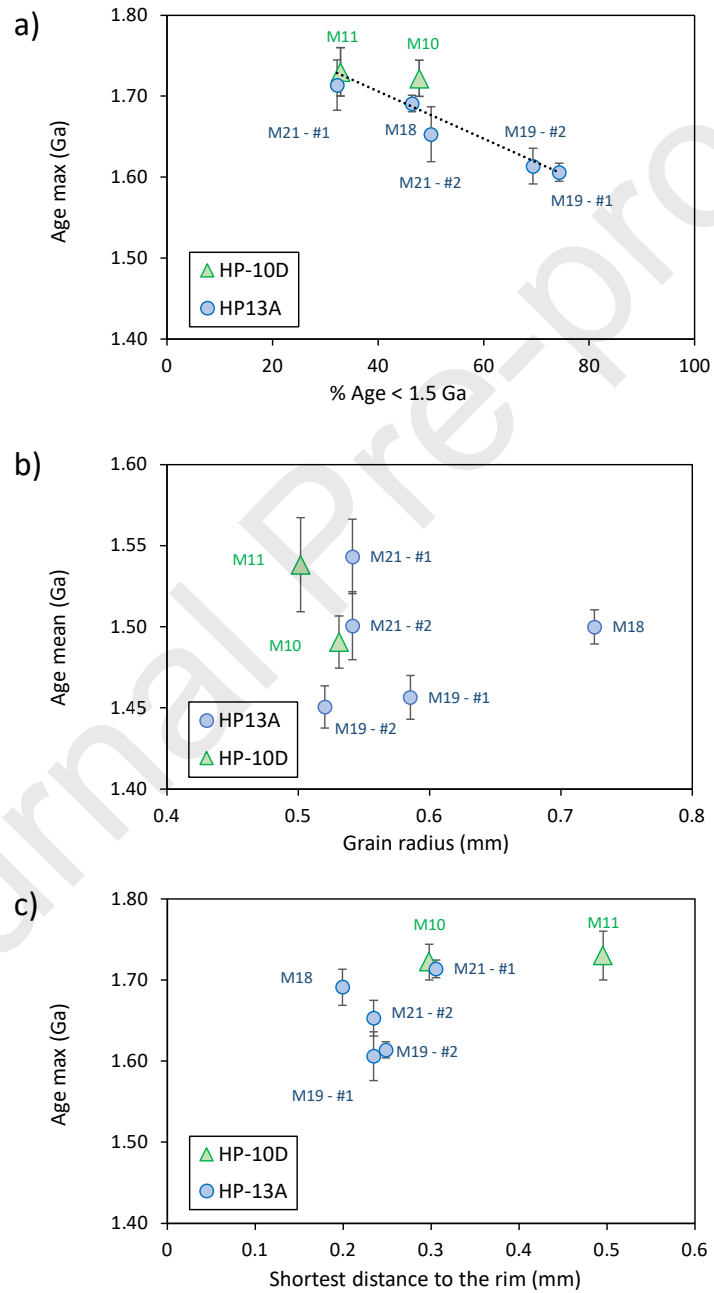 a)
1.80
M11
M10
1.70
M21 - #1
M18
M19 - #2
M21 - #2
1.60
M19 - #1
Age max (Ga)
1.50
HP-10D
HP13A
1.40
0 20 40 60 80 100
% Age < 1.5 Ga
b)
1.60
1.55
M11
M21 - #1
Age mean (Ga)
1.50
M21 - #2
M18
M10
1.45
M19 - #1
M19 - #2
HP13A
HP-10D
1.40
0.4 0.5 0.6 0.7 0.8
Grain radius (mm)
c)
1.80
M10
M11
M21 - #1
M18
1.70
M21 - #2
M19 - #2
1.60
M19 - #1
Age max (Ga)
1.50
HP-10D
HP-13A
1.40
0 0.1 0.2 0.3 0.4 0.5 0.6
Shortest distance to the rim (mm)
urnal Pre-pro